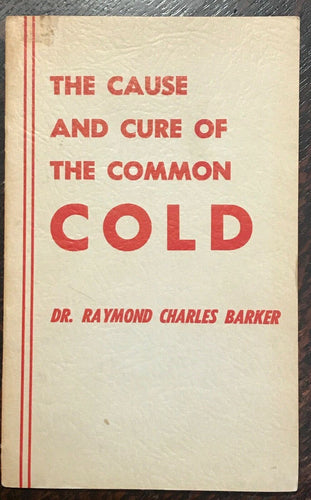 THE CAUSE
AND CURE OF
THE COMMON
COLD
DR. RAYMOND CHARLES BARKER